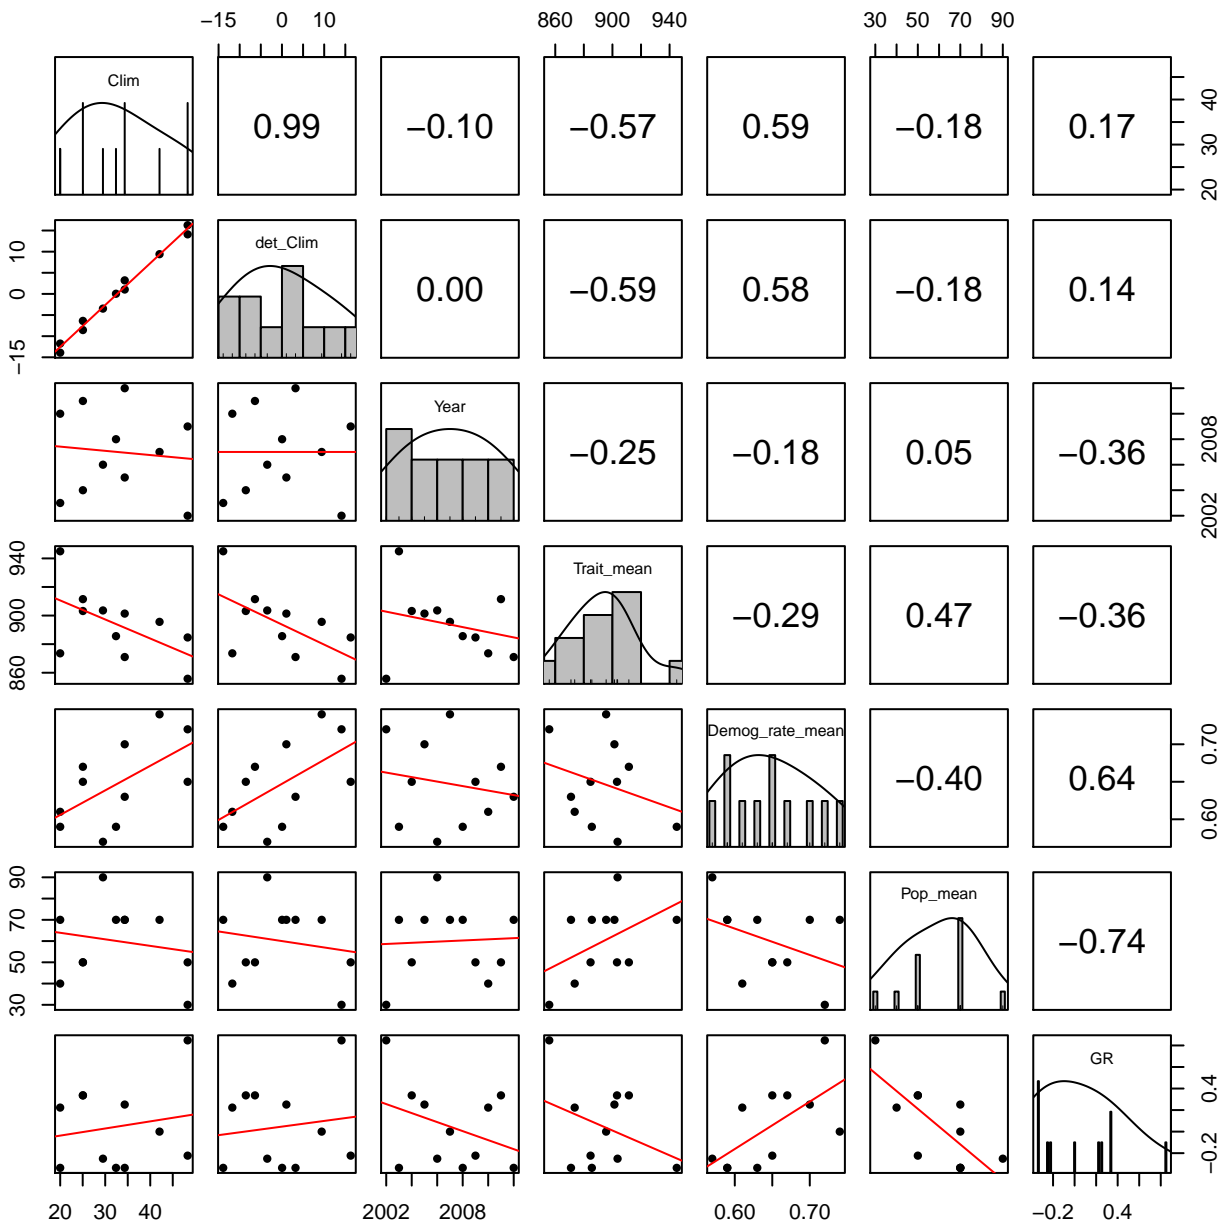 −15 0 10 860 900 940 30 50 70 90
Clim 0.99 −0.10 −0.57 0.59 −0.18 0.17 20 30 40
−15 0 10 det_Clim 0.00 −0.59 0.58 −0.18 0.14
Year −0.25 −0.18 0.05 −0.36 2002 2008
860 900 940 Trait_mean −0.29 0.47 −0.36
Demog_rate_mean −0.40 0.64 0.60 0.70
30 50 70 90 Pop_mean −0.74
GR −0.2 0.4
20 30 40 2002 2008 0.60 0.70 −0.2 0.4